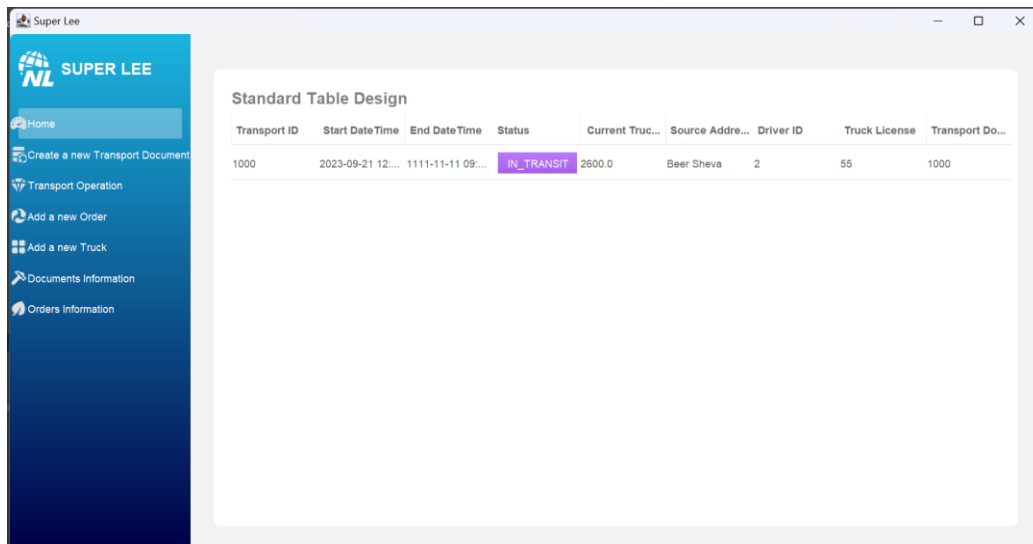 Super Lee
NL SUPER LEE
Home
Create a new Transport Document
Transport Operation
Add a new Order
Add a new Truck
Documents Information
Orders Information
Standard Table Design
Transport ID Start DateTime End DateTime Status Current Truc... Source Addre... Driver ID Truck License Transport Do...
1000 2023-09-21 12:... 1111-11-11 09:... IN_TRANSIT 2600.0 Beer Sheva 2 55 1000